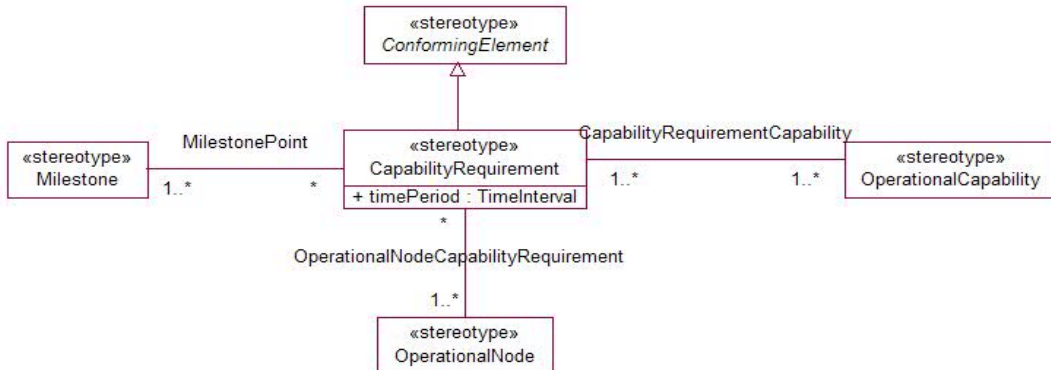 «stereotype»
ConformingElement
MilestonePoint
CapabilityRequirementCapability
«stereotype»
Milestone
1..*
*
«stereotype»
CapabilityRequirement
+ timePeriod : TimeInterval
1..*
1..*
«stereotype»
OperationalCapability
*
OperationalNodeCapabilityRequirement
1..*
«stereotype»
OperationalNode